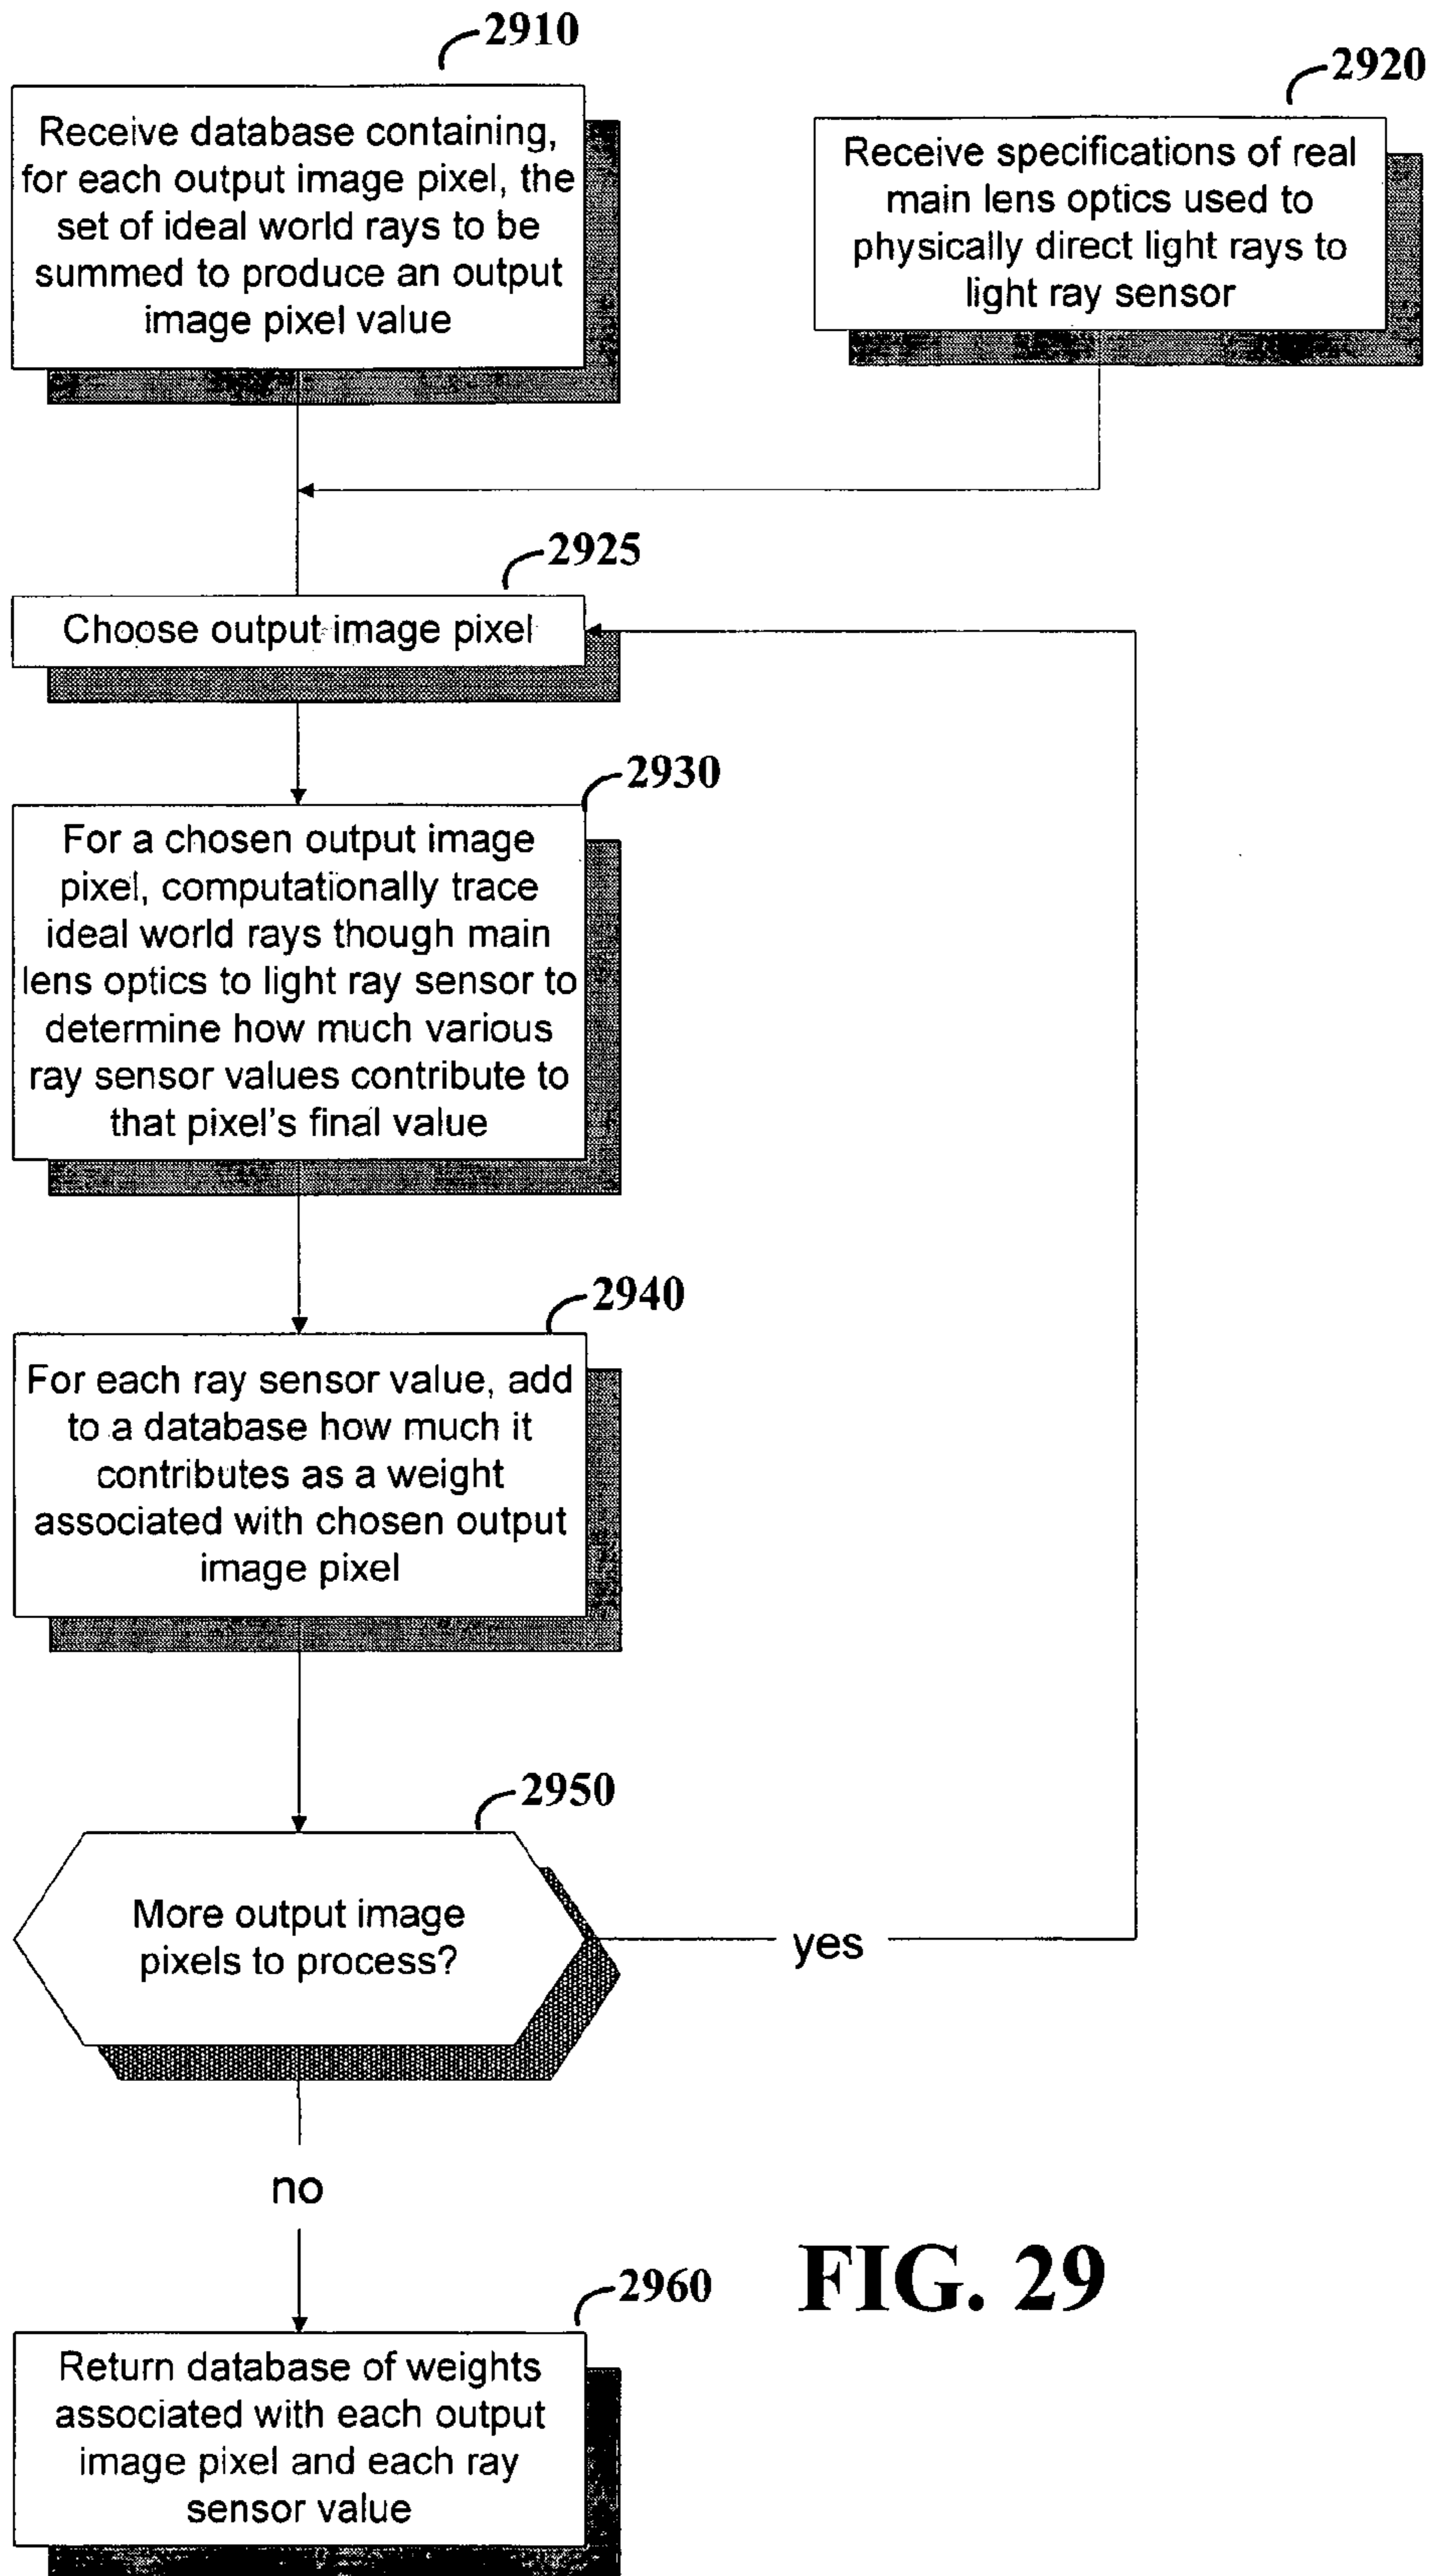 2910
Receive database containing,
for each output image pixel, the
set of ideal world rays to be
summed to produce an output
image pixel value
2920
Receive specifications of real
main lens optics used to
physically direct light rays to
light ray sensor
2925
Choose output image pixel
2930
For a chosen output image
pixel, computationally trace
ideal world rays though main
lens optics to light ray sensor to
determine how much various
ray sensor values contribute to
that pixel's final value
2940
For each ray sensor value, add
to a database how much it
contributes as a weight
associated with chosen output
image pixel
2950
More output image
pixels to process?
yes
no
2960
Return database of weights
associated with each output
image pixel and each ray
sensor value
FIG. 29